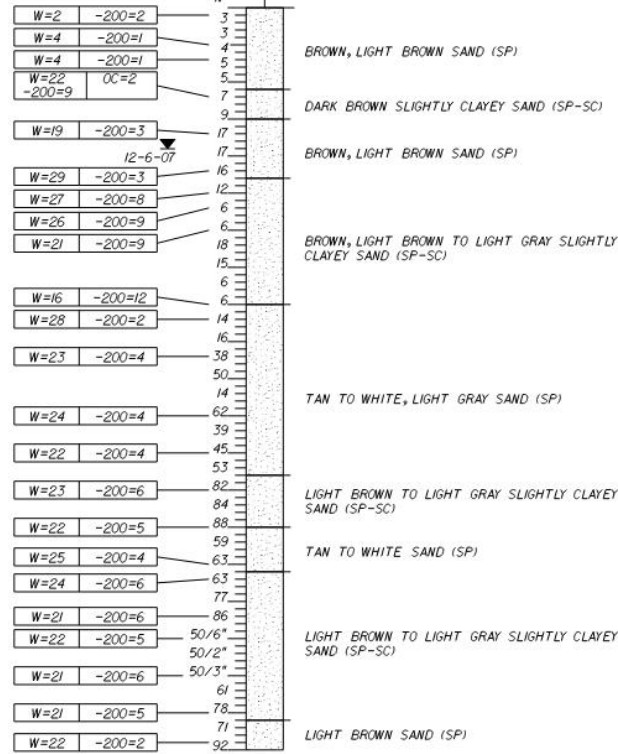 N
W=2 -200=2
W=4 -200=1
W=4 -200=1
W=22 OC=2
-200=9
W=19 -200=3
12-6-07
W=29 -200=3
W=27 -200=8
W=26 -200=9
W=21 -200=9
W=16 -200=12
W=28 -200=2
W=23 -200=4
W=24 -200=4
W=22 -200=4
W=23 -200=6
W=22 -200=5
W=25 -200=4
W=24 -200=6
W=21 -200=6
W=22 -200=5
W=21 -200=6
W=21 -200=5
W=22 -200=2
3
3
4
5
5
7
9
17
17
16
12
6
6
18
15
6
6
14
16
38
50
14
62
39
45
53
82
84
88
59
63
63
77
86
50/6"
50/2"
50/3"
61
78
71
92
BROWN, LIGHT BROWN SAND (SP)
DARK BROWN SLIGHTLY CLAYEY SAND (SP-SC)
BROWN, LIGHT BROWN SAND (SP)
BROWN, LIGHT BROWN TO LIGHT GRAY SLIGHTLY
CLAYEY SAND (SP-SC)
TAN TO WHITE, LIGHT GRAY SAND (SP)
LIGHT BROWN TO LIGHT GRAY SLIGHTLY CLAYEY
SAND (SP-SC)
TAN TO WHITE SAND (SP)
LIGHT BROWN TO LIGHT GRAY SLIGHTLY CLAYEY
SAND (SP-SC)
LIGHT BROWN SAND (SP)